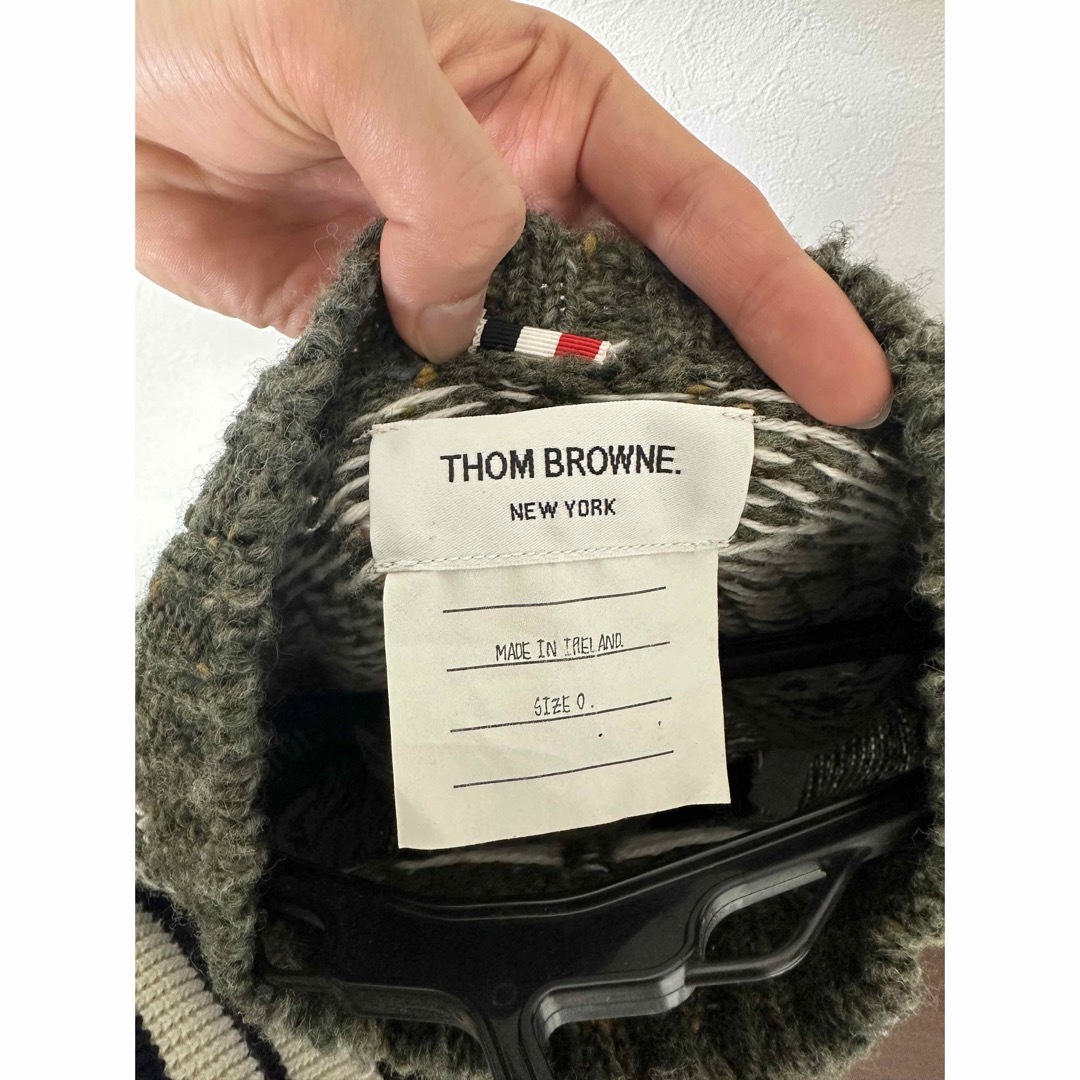 THOM BROWNE.
NEW YORK
MADE IN IRELAND.
SIZE 0.